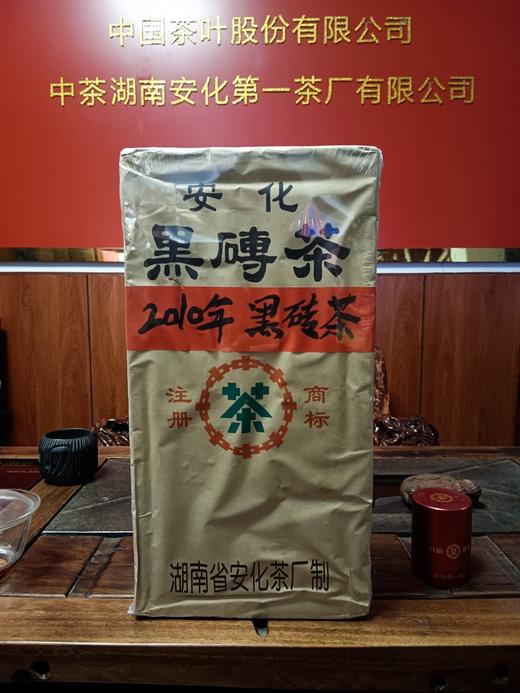 中国茶叶股份有限公司
中茶湖南安化第一茶厂有限公司
安化
黑磚茶
2010年 黑砖茶
注册 商标
茶
湖南省安化茶厂制
中茶